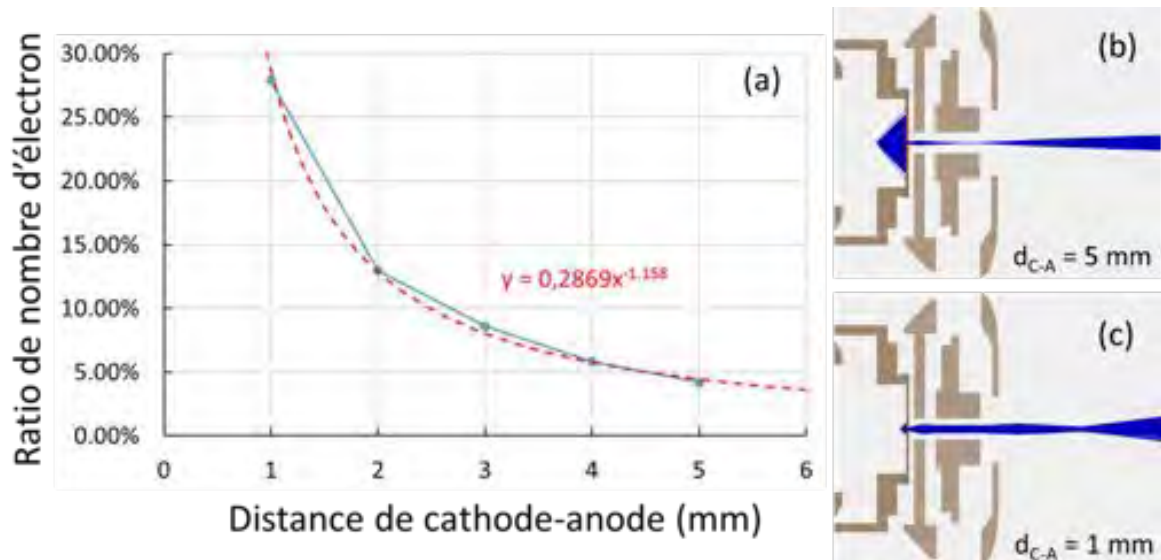 Ratio de nombre d'électron
30.00%
25.00%
20.00%
15.00%
10.00%
5.00%
0.00%
(a)
y = 0,2869x^-1.158
0 1 2 3 4 5 6
Distance de cathode-anode (mm)
(b)
d_C-A = 5 mm
(c)
d_C-A = 1 mm